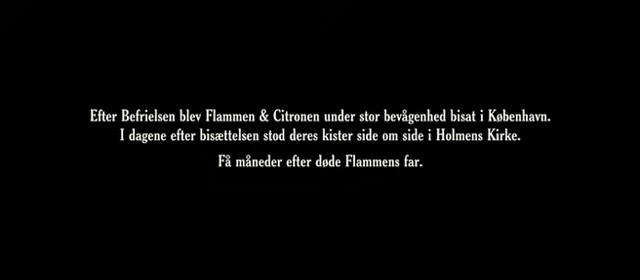 Efter Befrielsen blev Flammen & Citronen under stor bevågenhed bisat i København.
I dagene efter bisættelsen stod deres kister side om side i Holmens Kirke.
Få måneder efter døde Flammens far.